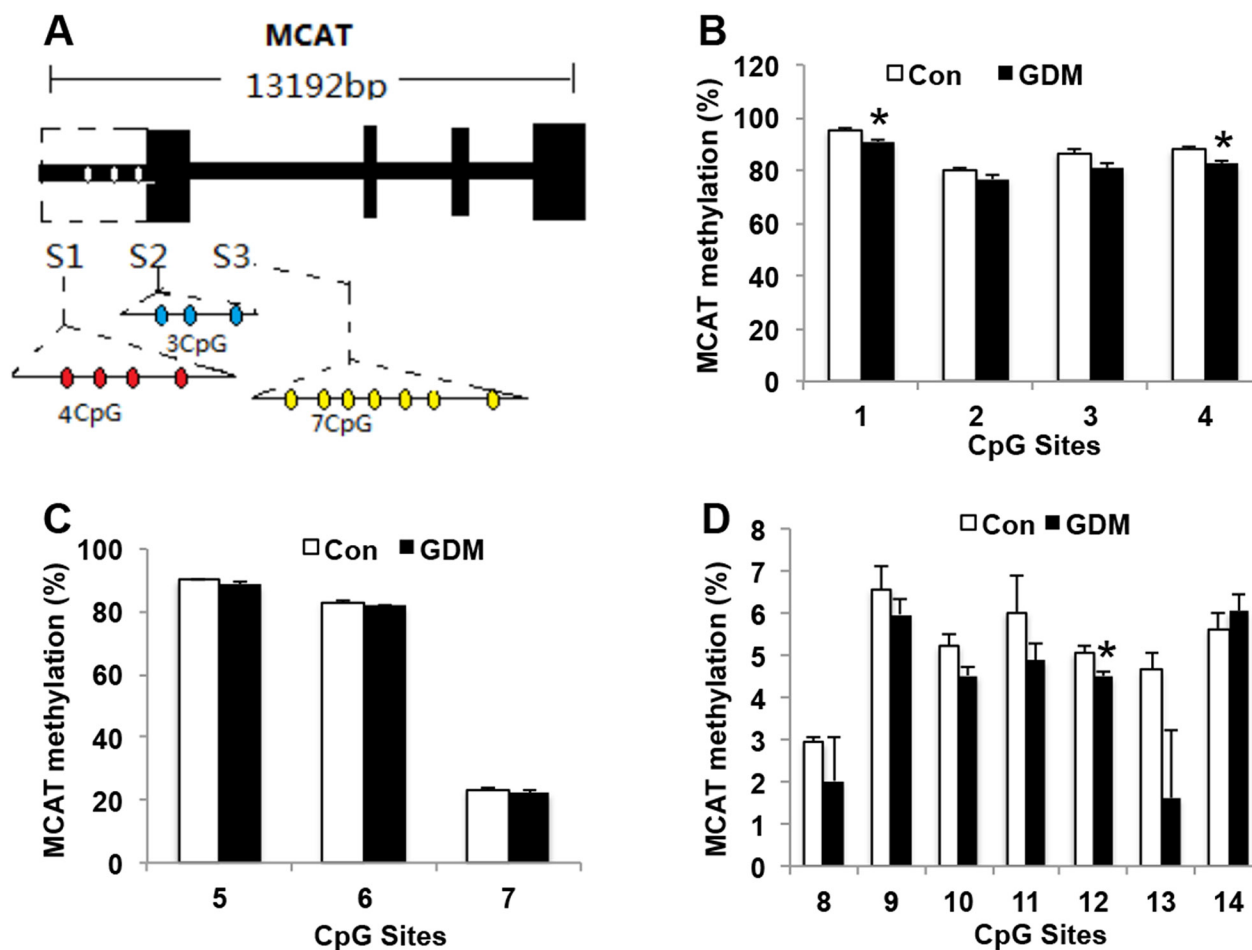 A
MCAT
13192bp
S1 S2 S3
3CpG
4CpG
7CpG
B
Con GDM
MCAT methylation (%)
120
100
80
60
40
20
0
* *
1 2 3 4
CpG Sites
C
Con GDM
MCAT methylation (%)
100
80
60
40
20
0
5 6 7
CpG Sites
D
Con GDM
MCAT methylation (%)
8
7
6
5
4
3
2
1
0
*
8 9 10 11 12 13 14
CpG Sites